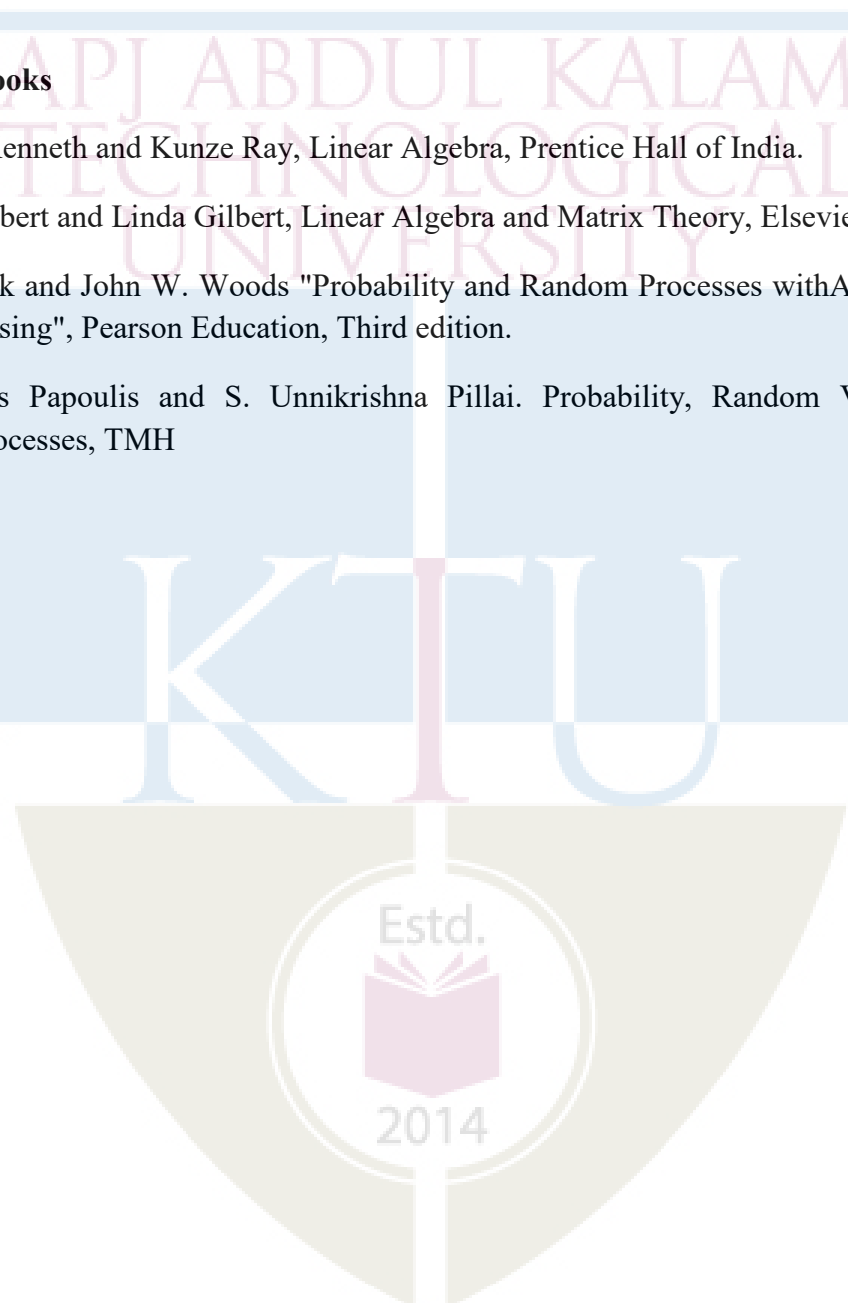 APJ ABDUL KALAM
TECHNOLOGICAL
UNIVERSITY
ooks
enneth and Kunze Ray, Linear Algebra, Prentice Hall of India.
bert and Linda Gilbert, Linear Algebra and Matrix Theory, Elsevie
k and John W. Woods "Probability and Random Processes withA
sing", Pearson Education, Third edition.
s Papoulis and S. Unnikrishna Pillai. Probability, Random V
ocesses, TMH
KTU
Estd.
2014